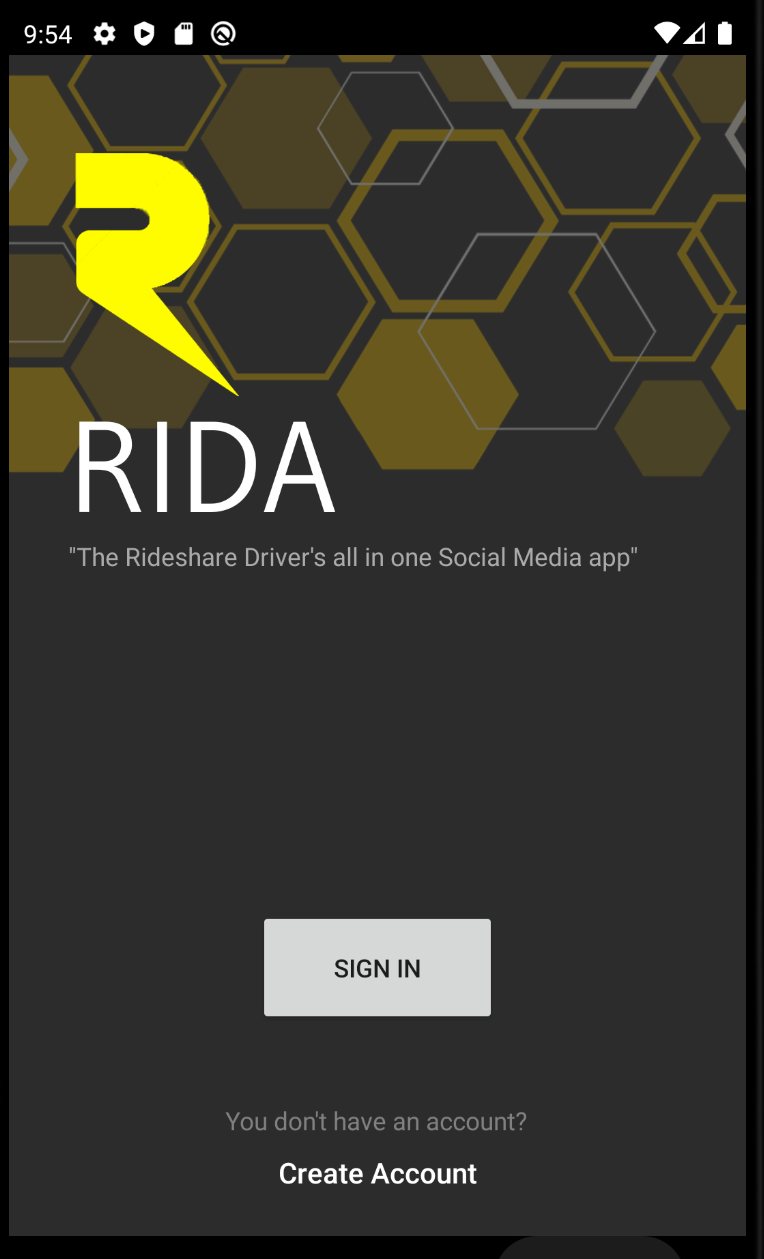 9:54
RIDA
"The Rideshare Driver's all in one Social Media app"
SIGN IN
You don't have an account?
Create Account